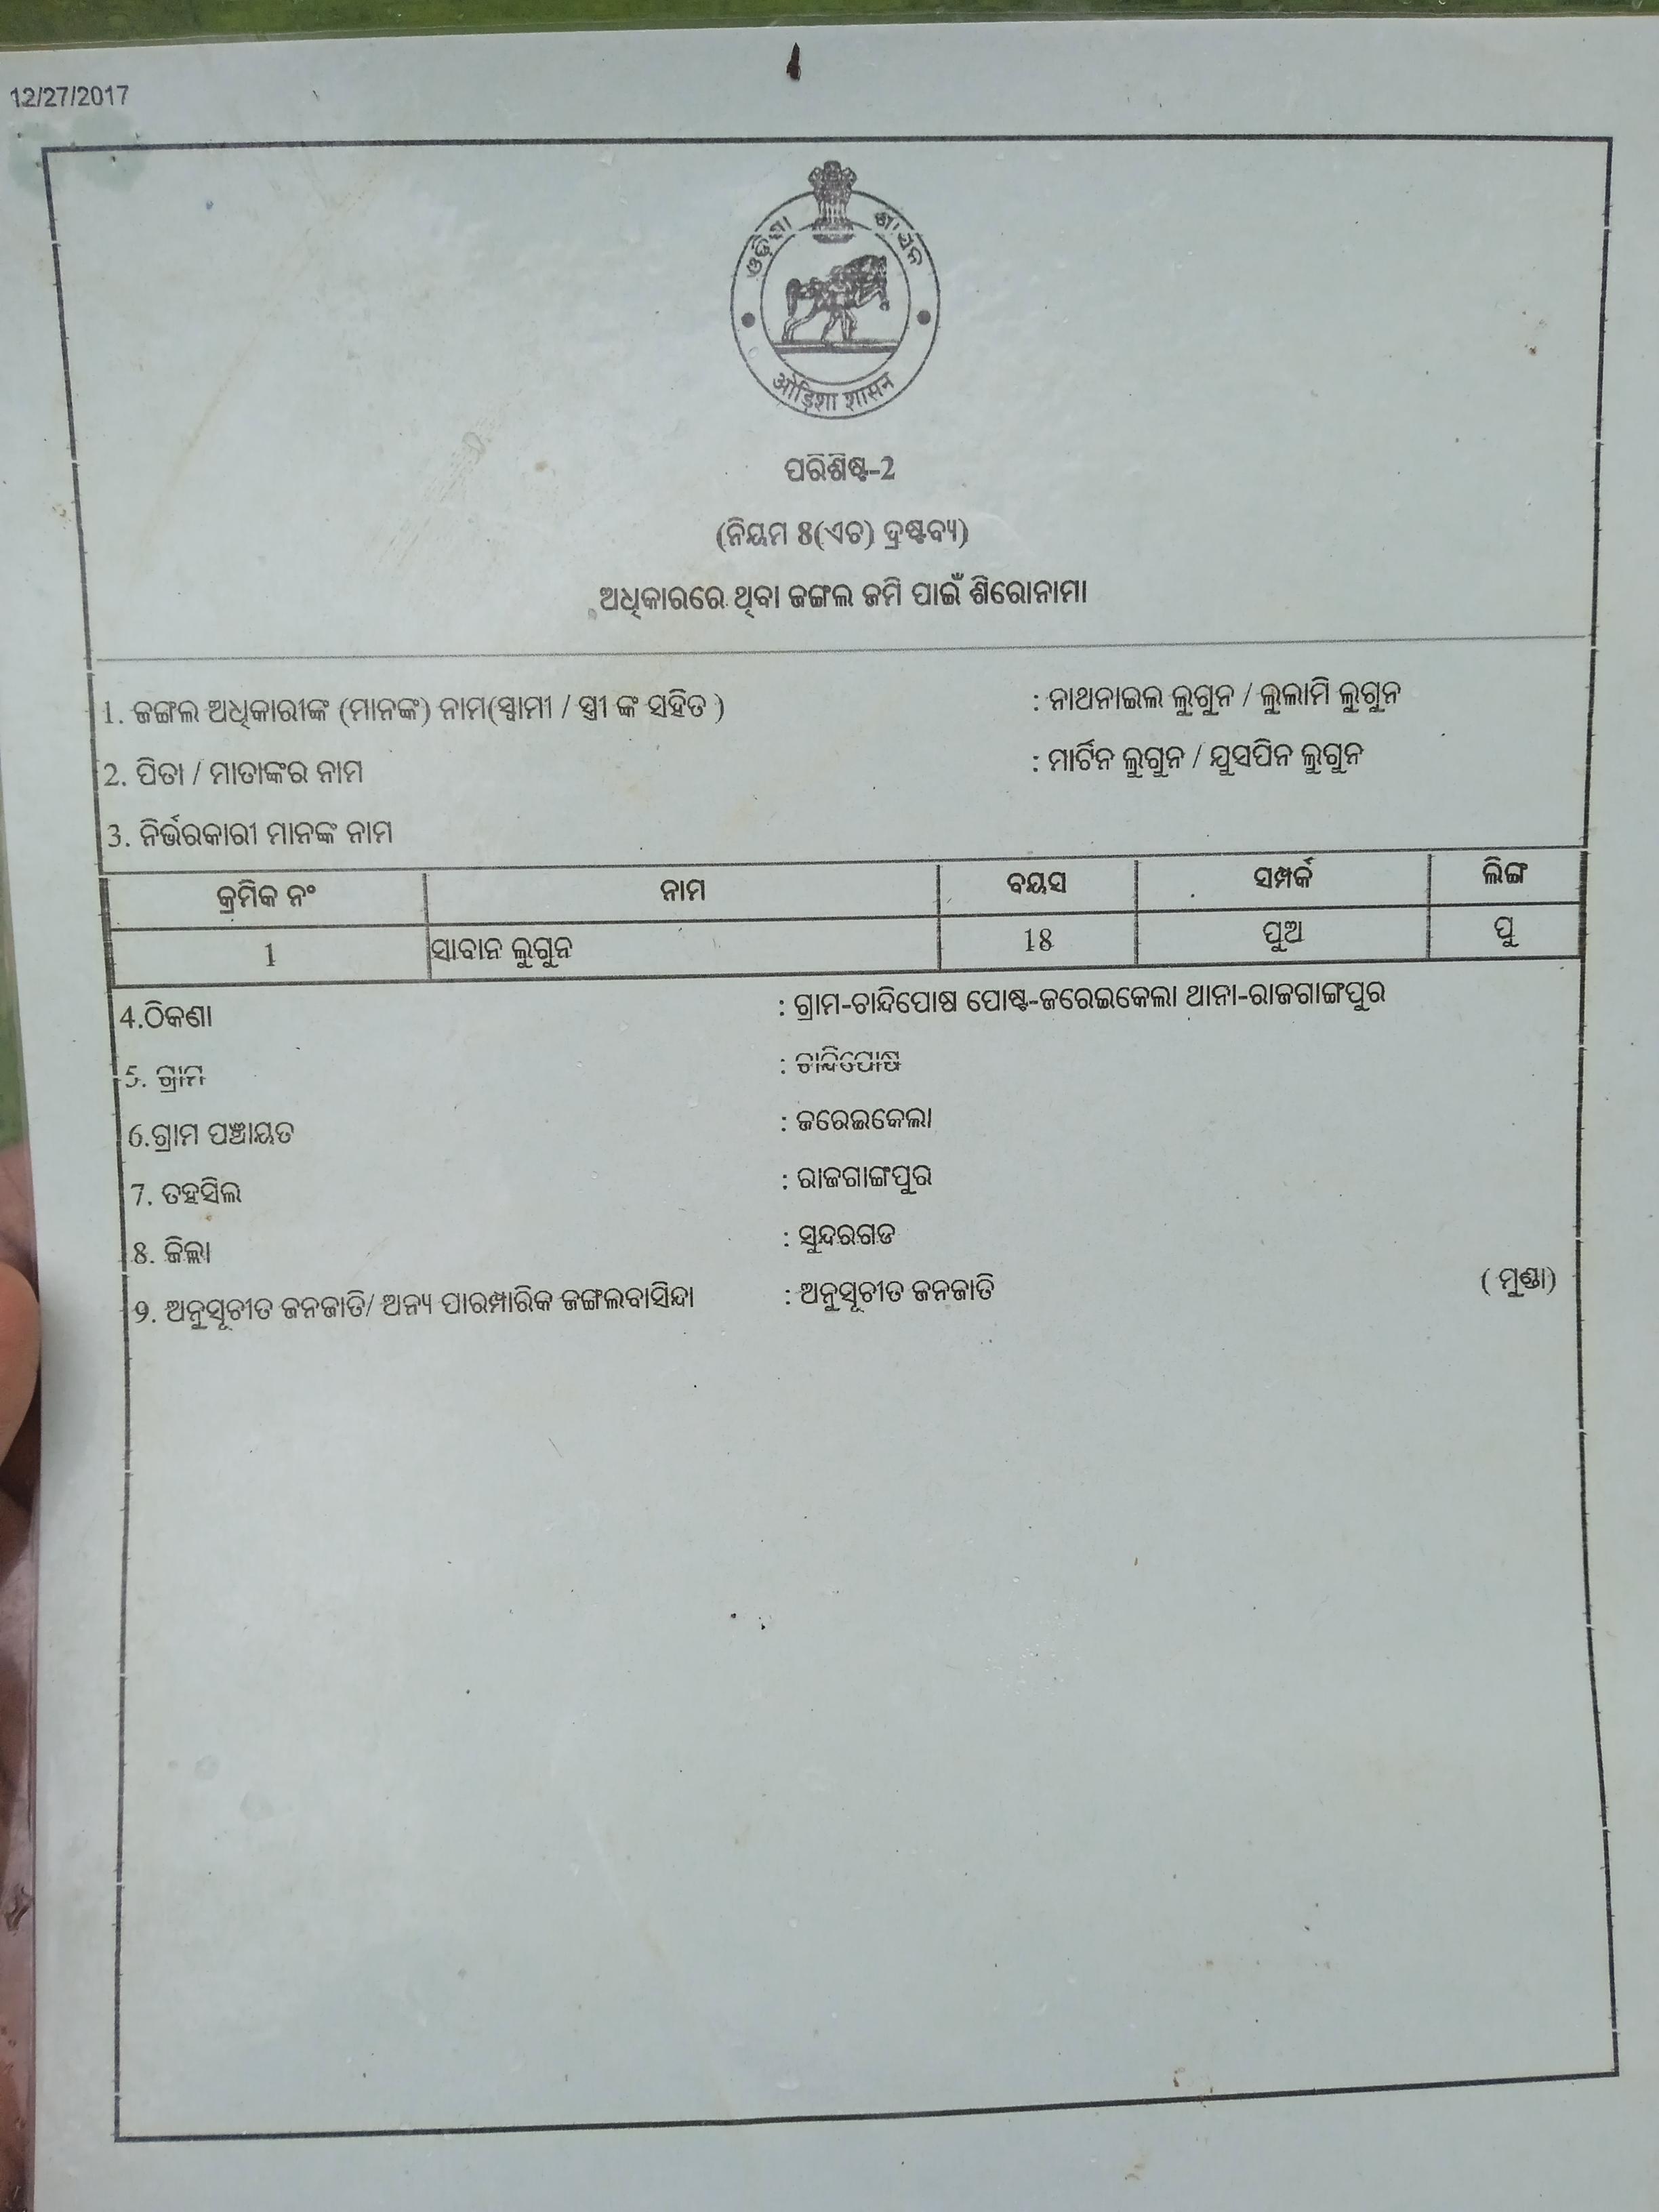 12/27/2017
ଓଡ଼ିଶା ଶାସନ
ओड़िशा शासन
ପରିଶିଷ୍ଟ-2
(ନିୟମ 8(ଏଚ) ଦ୍ରଷ୍ଟବ୍ୟ)
ଅଧିକାରରେ ଥିବା ଜଙ୍ଗଲ ଜମି ପାଇଁ ଶିରୋନାମା
1. ଜଙ୍ଗଲ ଅଧିକାରୀଙ୍କ (ମାନଙ୍କ) ନାମ(ସ୍ଵାମୀ / ସ୍ତ୍ରୀ ଙ୍କ ସହିତ ) : ନାଥନାଇଲ ଲୁଗୁନ / ଲୁଲାମି ଲୁଗୁନ
2. ପିତା / ମାତାଙ୍କର ନାମ : ମାର୍ଟିନ ଲୁଗୁନ / ଯୁସପିନ ଲୁଗୁନ
3. ନିର୍ଭରକାରୀ ମାନଙ୍କ ନାମ
କ୍ରମିକ ନଂ ନାମ ବୟସ ସମ୍ପର୍କ ଲିଙ୍ଗ
1 ସାବାନ ଲୁଗୁନ 18 ପୁଅ ପୁ
4.ଠିକଣା : ଗ୍ରାମ-ଚାନ୍ଦିପୋଷ ପୋଷ୍ଟ-ଜରେଇକେଲା ଥାନା-ରାଜଗାଙ୍ଗପୁର
5. ଗ୍ରାମ : ଚାନ୍ଦିପୋଷ
6.ଗ୍ରାମ ପଞ୍ଚାୟତ : ଜରେଇକେଲା
7. ତହସିଲ : ରାଜଗାଙ୍ଗପୁର
8. ଜିଲ୍ଲା : ସୁନ୍ଦରଗଡ
9. ଅନୁସୂଚୀତ ଜନଜାତି/ ଅନ୍ୟ ପାରମ୍ପାରିକ ଜଙ୍ଗଲବାସିନ୍ଦା : ଅନୁସୂଚୀତ ଜନଜାତି ( ମୁଣ୍ଡା)